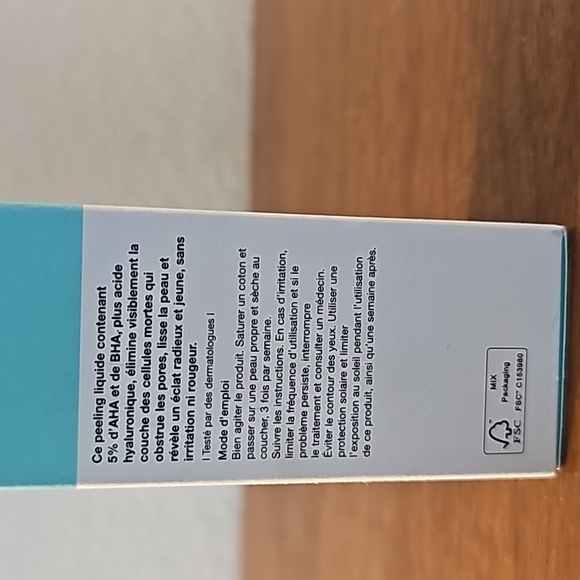 Ce peeling liquide contenant
5% d'AHA et de BHA, plus acide
hyaluronique, élimine visiblement la
couche des cellules mortes qui
obstrue les pores, lisse la peau et
révèle un éclat radieux et jeune, sans
irritation ni rougeur.
| Testé par des dermatologues |
Mode d'emploi
Bien agiter le produit. Saturer un coton et
passer sur une peau propre et sèche au
coucher, 3 fois par semaine.
Suivre les instructions. En cas d'irritation,
limiter la fréquence d'utilisation et si le
problème persiste, interrompre
le traitement et consulter un médecin.
Éviter le contour des yeux. Utiliser une
protection solaire et limiter
l'exposition au soleil pendant l'utilisation
de ce produit, ainsi qu'une semaine après.
MIX
Packaging
FSC
FSC® C153960